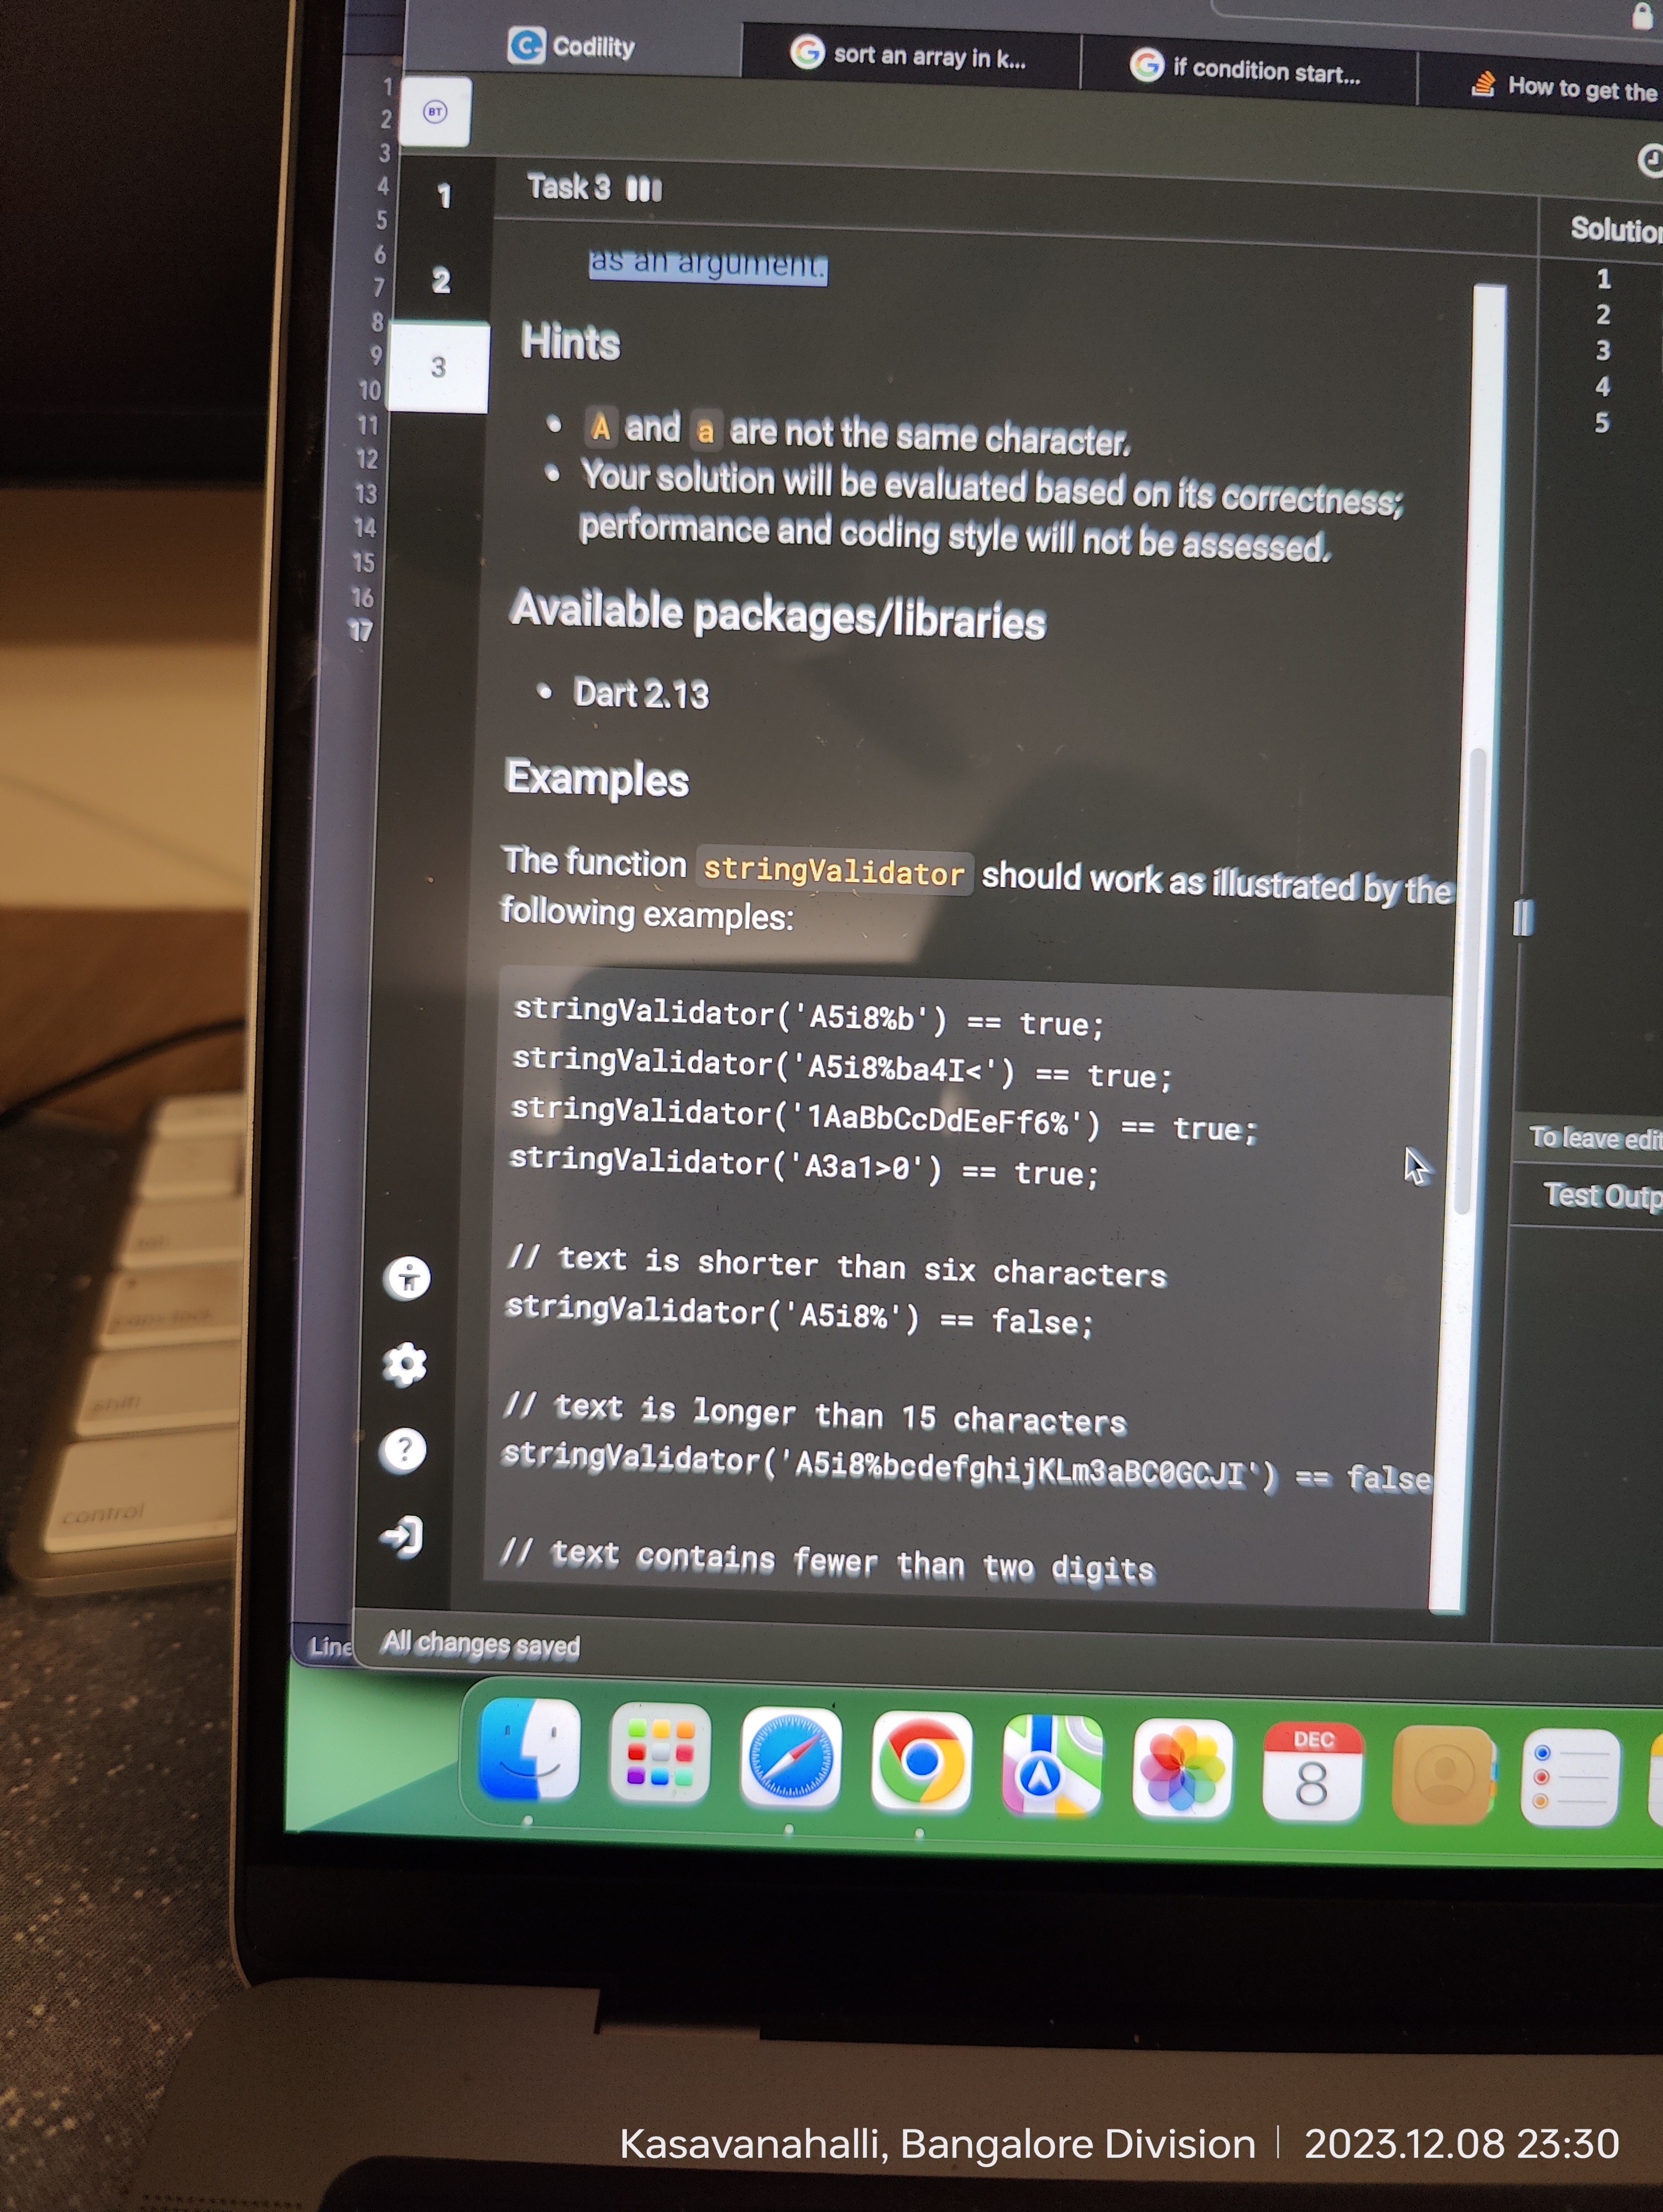 Codility
sort an array in k...
if condition start...
How to get the
BT
1
2
3
4
5
6
7
8
9
10
11
12
13
14
15
16
17
1
2
3
Task 3
Solution
1
2
3
4
5
as an argument.
Hints
A and a are not the same character.
Your solution will be evaluated based on its correctness;
performance and coding style will not be assessed.
Available packages/libraries
Dart 2.13
Examples
The function stringValidator should work as illustrated by the
following examples:
stringValidator('A5i8%b') == true;
stringValidator('A5i8%ba4I<') == true;
stringValidator('1AaBbCcDdEeFf6%') == true;
stringValidator('A3a1>0') == true;
// text is shorter than six characters
stringValidator('A5i8%') == false;
// text is longer than 15 characters
stringValidator('A5i8%bcdefghijKLm3aBC0GCJI') == false
// text contains fewer than two digits
To leave edit
Test Outp
Line
All changes saved
DEC
8
tab
caps lock
shift
control
Kasavanahalli, Bangalore Division | 2023.12.08 23:30